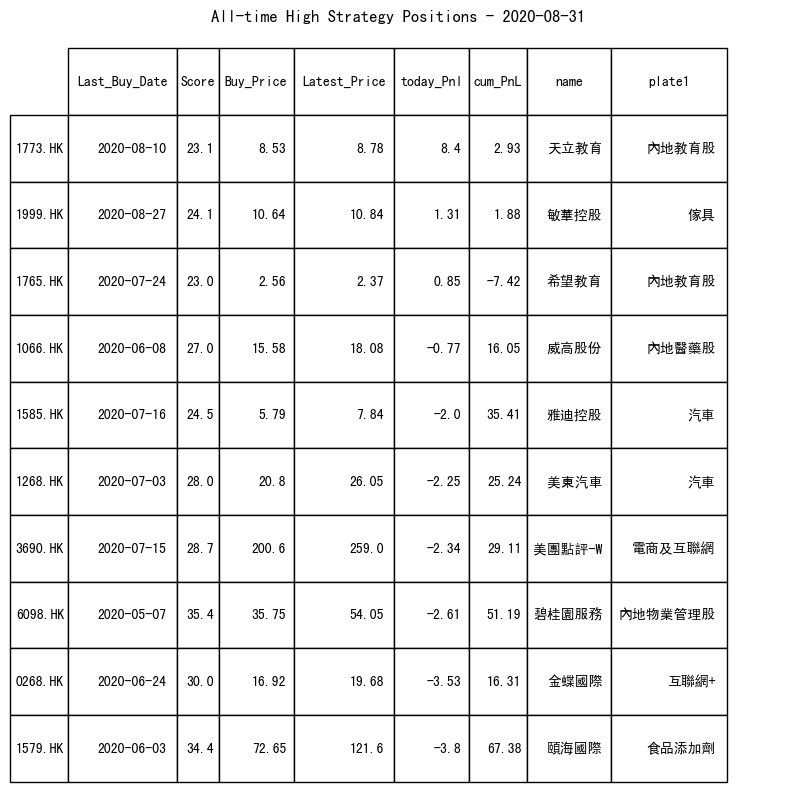 All-time High Strategy Positions - 2020-08-31
Last_Buy_Date Score Buy_Price Latest_Price today_Pnl cum_PnL name plate1
1773.HK 2020-08-10 23.1 8.53 8.78 8.4 2.93 天立教育 內地教育股
1999.HK 2020-08-27 24.1 10.64 10.84 1.31 1.88 敏華控股 傢具
1765.HK 2020-07-24 23.0 2.56 2.37 0.85 -7.42 希望教育 內地教育股
1066.HK 2020-06-08 27.0 15.58 18.08 -0.77 16.05 威高股份 內地醫藥股
1585.HK 2020-07-16 24.5 5.79 7.84 -2.0 35.41 雅迪控股 汽車
1268.HK 2020-07-03 28.0 20.8 26.05 -2.25 25.24 美東汽車 汽車
3690.HK 2020-07-15 28.7 200.6 259.0 -2.34 29.11 美團點評-W 電商及互聯網
6098.HK 2020-05-07 35.4 35.75 54.05 -2.61 51.19 碧桂園服務 內地物業管理股
0268.HK 2020-06-24 30.0 16.92 19.68 -3.53 16.31 金蝶國際 互聯網+
1579.HK 2020-06-03 34.4 72.65 121.6 -3.8 67.38 頤海國際 食品添加劑